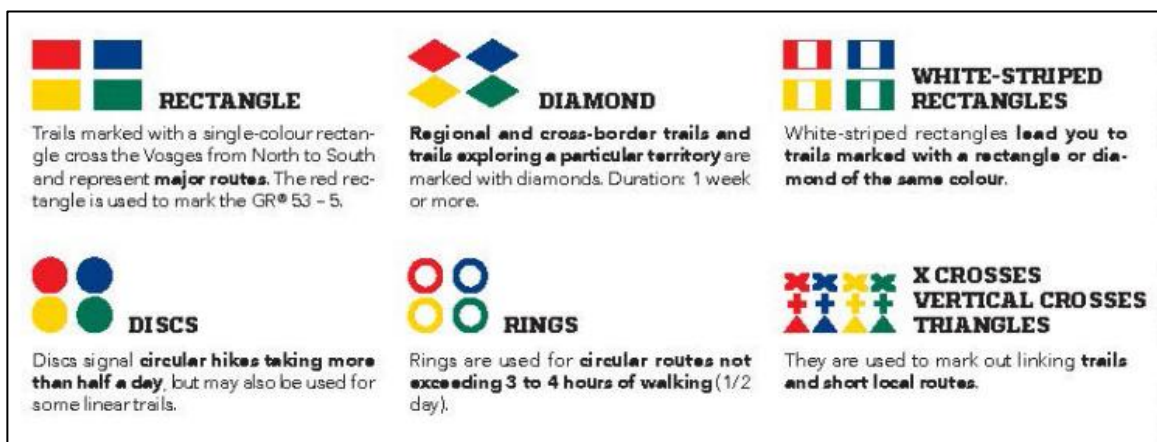 RECTANGLE
Trails marked with a single-colour rectan-
gle cross the Vosges from North to South
and represent major routes. The red rec-
tangle is used to mark the GR® 53 – 5.
DIAMOND
Regional and cross-border trails and
trails exploring a particular territory are
marked with diamonds. Duration: 1 week
or more.
WHITE-STRIPED
RECTANGLES
White-striped rectangles lead you to
trails marked with a rectangle or dia-
mond of the same colour.
DISCS
Discs signal circular hikes taking more
than half a day, but may also be used for
some linear trails.
RINGS
Rings are used for circular routes not
exceeding 3 to 4 hours of walking (1/2
day).
X CROSSES
VERTICAL CROSSES
TRIANGLES
They are used to mark out linking trails
and short local routes.